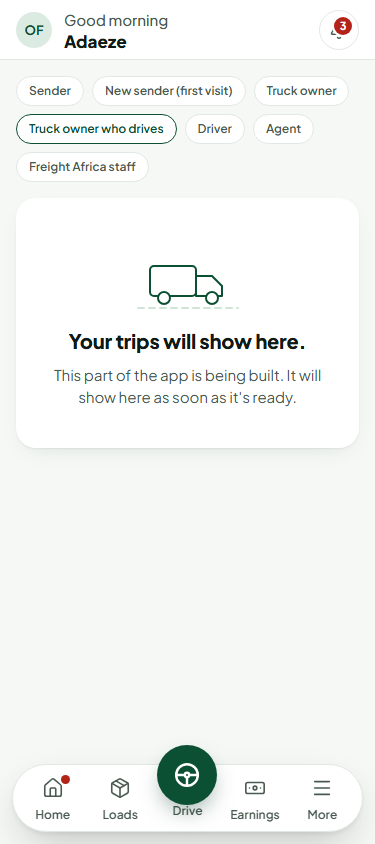 OF
Good morning
Adaeze
3
Sender
New sender (first visit)
Truck owner
Truck owner who drives
Driver
Agent
Freight Africa staff
Your trips will show here.
This part of the app is being built. It will
show here as soon as it's ready.
Home
Loads
Drive
Earnings
More